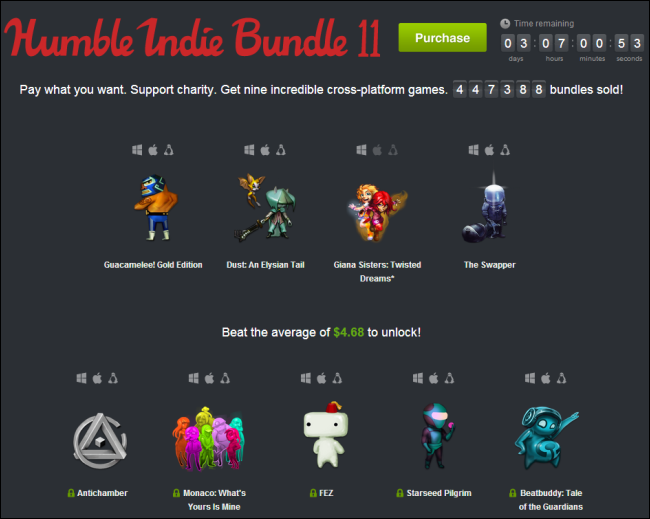 Humble Indie Bundle 11
Purchase
Time remaining
03:07:00:53
days hours minutes seconds
Pay what you want. Support charity. Get nine incredible cross-platform games. 447388 bundles sold!
Guacamelee! Gold Edition
Dust: An Elysian Tail
Giana Sisters: Twisted
Dreams*
The Swapper
Beat the average of $4.68 to unlock!
Antichamber
Monaco: What's
Yours Is Mine
FEZ
Starseed Pilgrim
Beatbuddy: Tale
of the Guardians